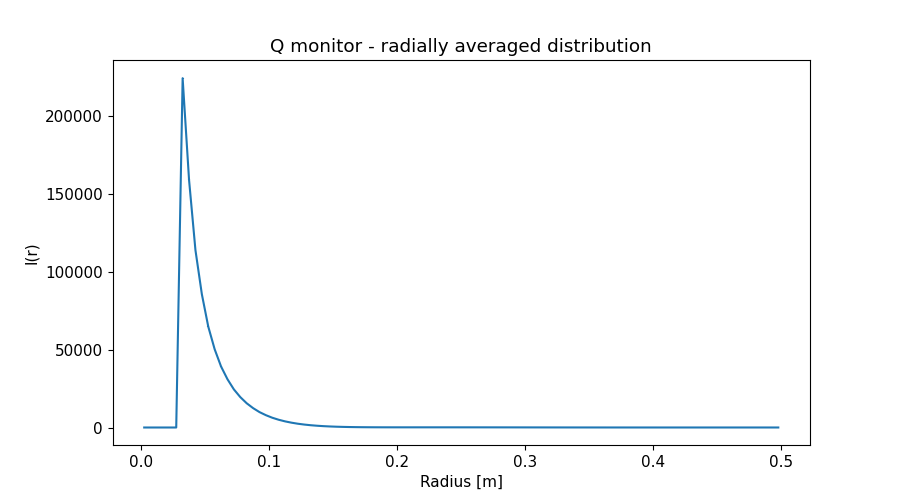 Q monitor - radially averaged distribution
200000
150000
100000
50000
0
I(r)
0.0 0.1 0.2 0.3 0.4 0.5
Radius [m]